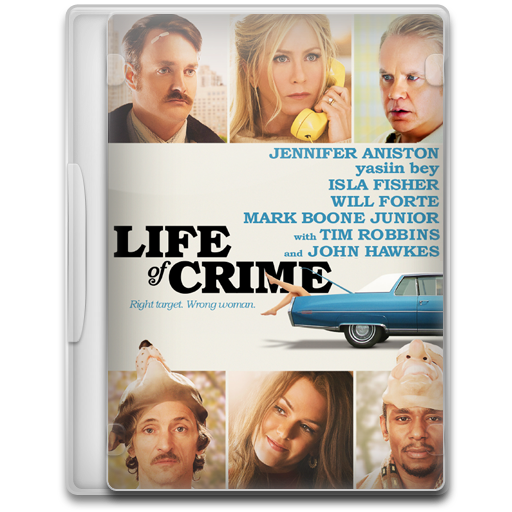 JENNIFER ANISTON
yasiin bey
ISLA FISHER
WILL FORTE
MARK BOONE JUNIOR
with TIM ROBBINS
and JOHN HAWKES
LIFE
of CRIME
Right target. Wrong woman.